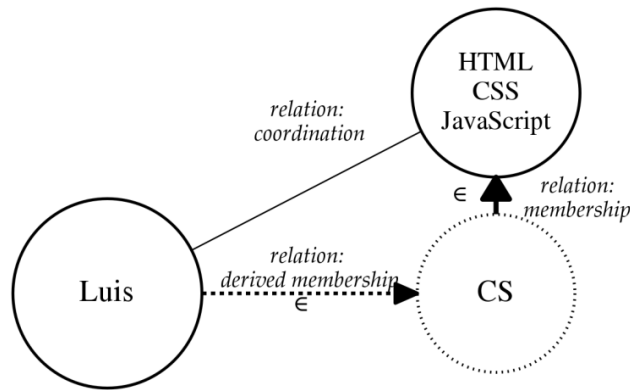 HTML
CSS
JavaScript
relation:
coordination
∈
relation:
membership
Luis
relation:
derived membership
∈
CS